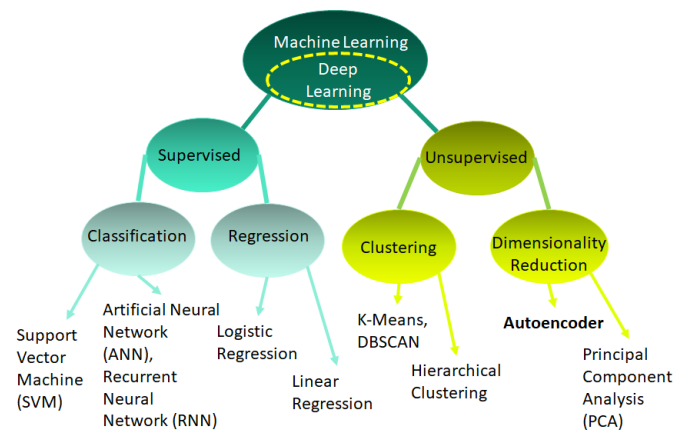 Machine Learning
Deep
Learning
Supervised
Unsupervised
Classification
Regression
Clustering
Dimensionality
Reduction
Support
Vector
Machine
(SVM)
Artificial Neural
Network
(ANN),
Recurrent
Neural
Network (RNN)
Logistic
Regression
Linear
Regression
K-Means,
DBSCAN
Hierarchical
Clustering
Autoencoder
Principal
Component
Analysis
(PCA)